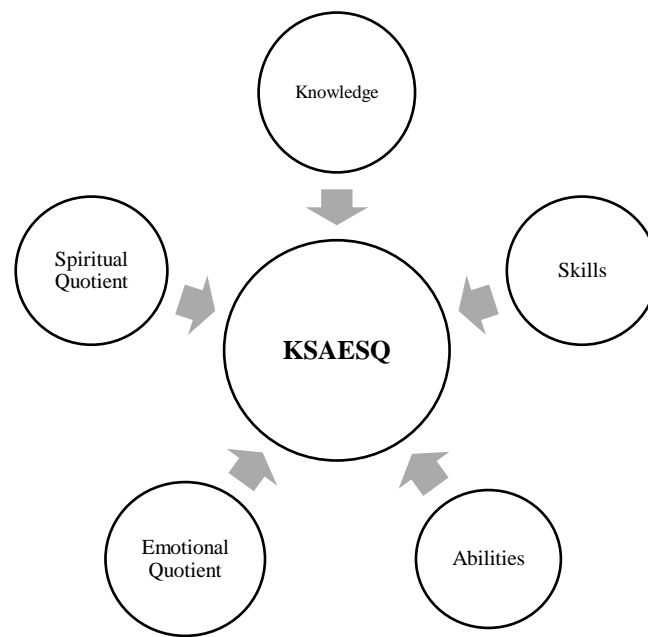 Knowledge
Spiritual
Quotient
Skills
KSAESQ
Emotional
Quotient
Abilities